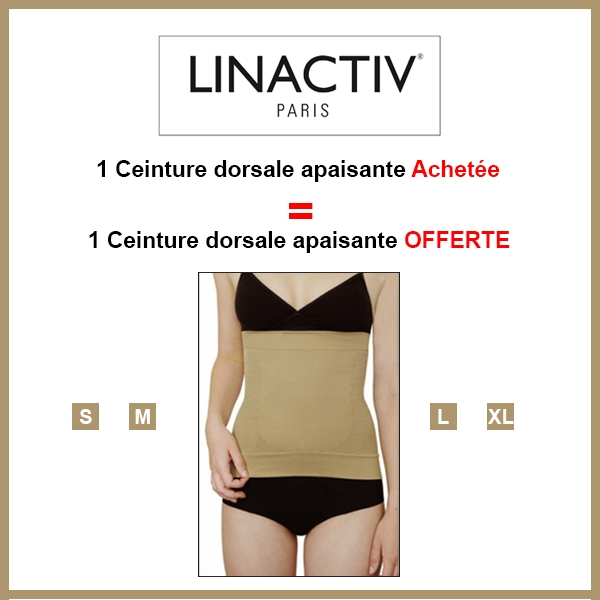 LINACTIV®
PARIS
1 Ceinture dorsale apaisante Achetée
=
1 Ceinture dorsale apaisante OFFERTE
S M L XL